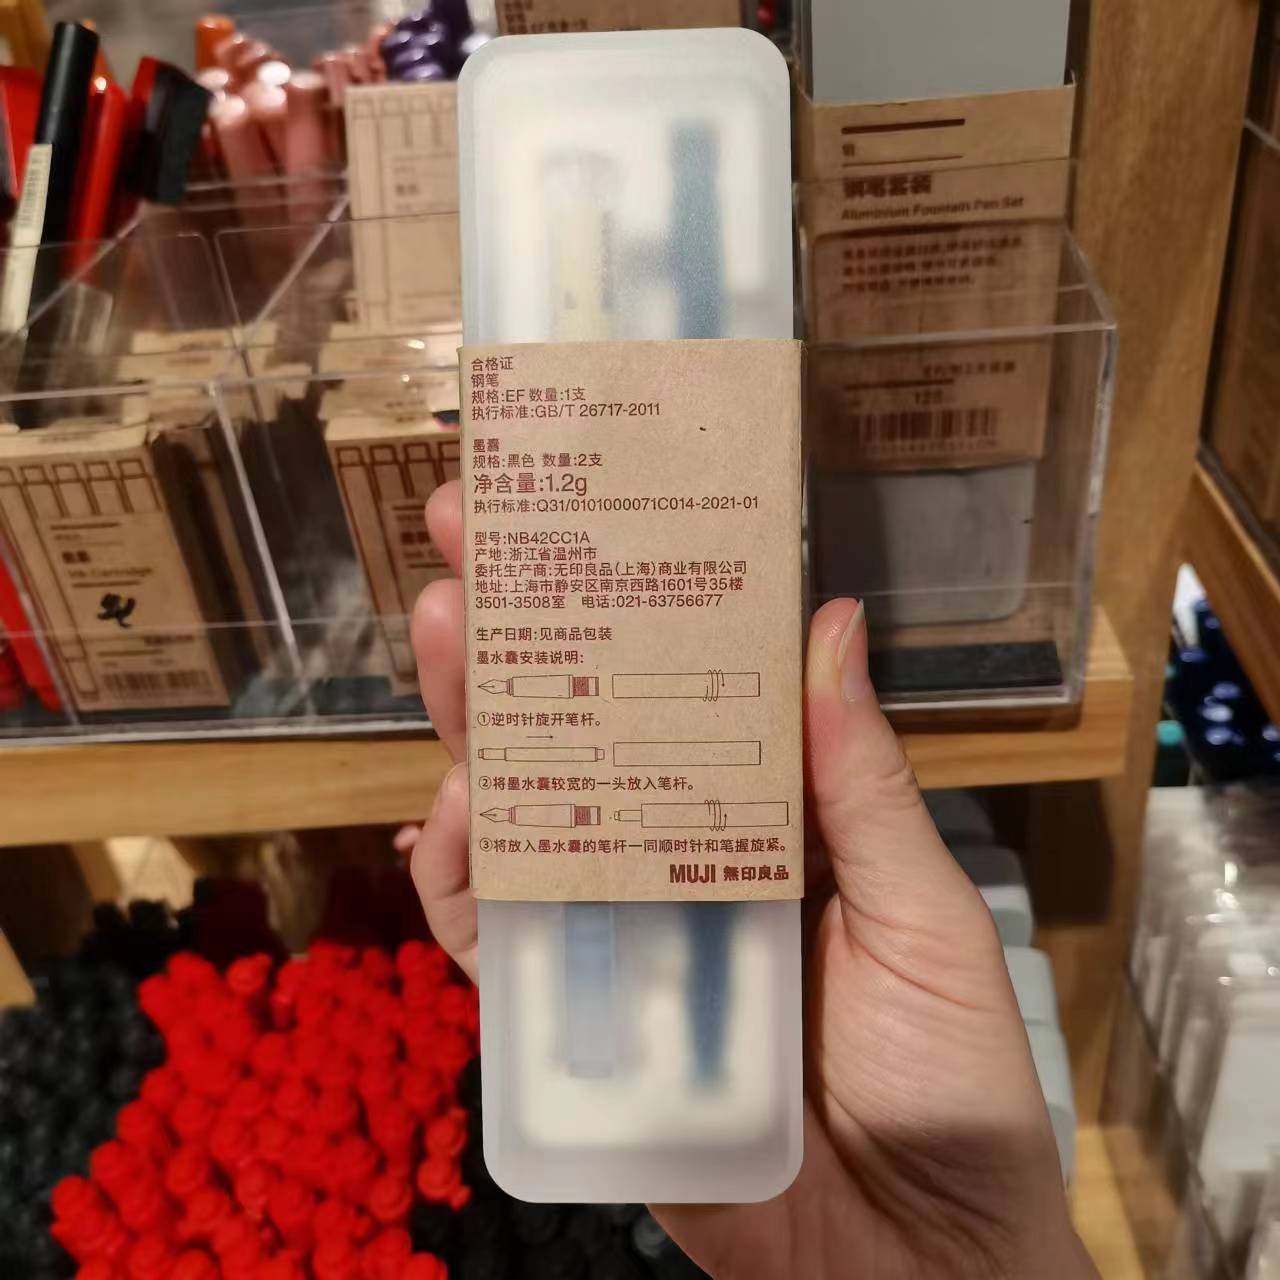 合格证
钢笔
规格:EF 数量:1支
执行标准:GB/T 26717-2011
墨囊
规格:黑色 数量:2支
净含量:1.2g
执行标准:Q31/0101000071C014-2021-01
型号:NB42CC1A
产地:浙江省温州市
委托生产商:无印良品(上海)商业有限公司
地址:上海市静安区南京西路1601号35楼
3501-3508室 电话:021-63756677
生产日期:见商品包装
墨水囊安装说明:
①逆时针旋开笔杆。
②将墨水囊较宽的一头放入笔杆。
③将放入墨水囊的笔杆一同顺时针和笔握旋紧。
MUJI 無印良品
钢笔套装
Aluminium Fountain Pen Set
Ink Cartridge